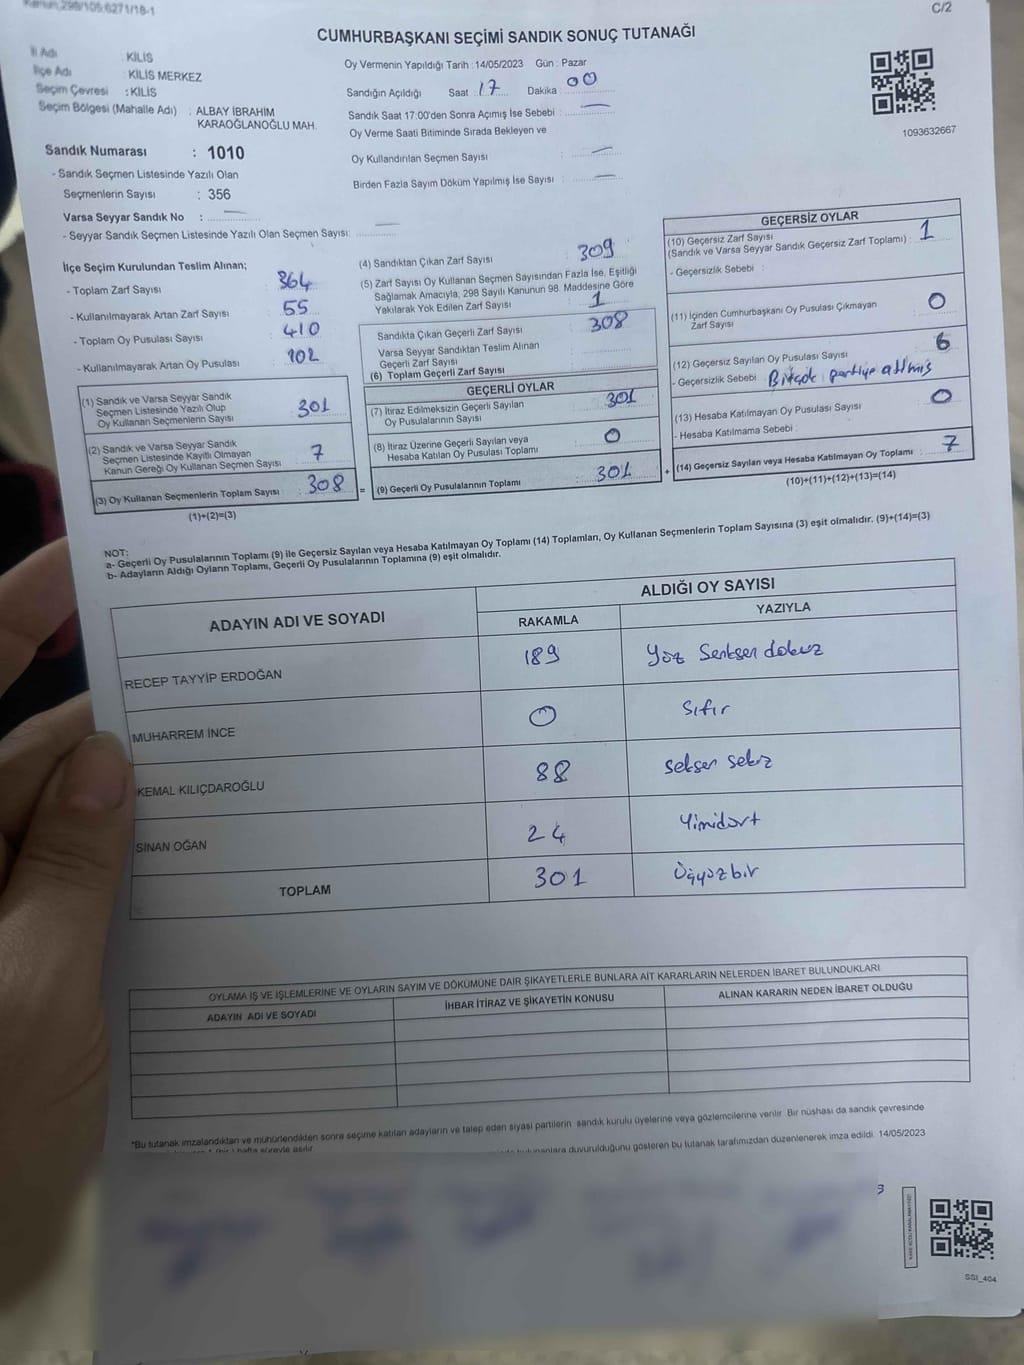 Kanun;298/105;6271/18-1
C/2
CUMHURBAŞKANI SEÇİMİ SANDIK SONUÇ TUTANAĞI
İl Adı : KİLİS
İlçe Adı : KİLİS MERKEZ
Seçim Çevresi : KİLİS
Seçim Bölgesi (Mahalle Adı) : ALBAY İBRAHİM
KARAOĞLANOĞLU MAH.
Sandık Numarası : 1010
- Sandık Seçmen Listesinde Yazılı Olan
Seçmenlerin Sayısı : 356
Varsa Seyyar Sandık No :
- Seyyar Sandık Seçmen Listesinde Yazılı Olan Seçmen Sayısı:
Oy Vermenin Yapıldığı Tarih : 14/05/2023 Gün : Pazar
Sandığın Açıldığı Saat : 17 Dakika : 00
Sandık Saat 17:00'den Sonra Açımış İse Sebebi :
Oy Verme Saati Bitiminde Sırada Bekleyen ve
Oy Kullandırılan Seçmen Sayısı :
Birden Fazla Sayım Döküm Yapılmış İse Sayısı :
1093632667
İlçe Seçim Kurulundan Teslim Alınan;
- Toplam Zarf Sayısı : 364
- Kullanılmayarak Artan Zarf Sayısı : 55
- Toplam Oy Pusulası Sayısı : 410
- Kullanılmayarak Artan Oy Pusulası : 102
(1) Sandık ve Varsa Seyyar Sandık
Seçmen Listesinde Yazılı Olup
Oy Kullanan Seçmenlerin Sayısı : 301
(2) Sandık ve Varsa Seyyar Sandık
Seçmen Listesinde Kayıtlı Olmayan
Kanun Gereği Oy Kullanan Seçmen Sayısı : 7
(3) Oy Kullanan Seçmenlerin Toplam Sayısı : 308
(1)+(2)=(3)
(4) Sandıktan Çıkan Zarf Sayısı : 309
(5) Zarf Sayısı Oy Kullanan Seçmen Sayısından Fazla İse, Eşitliği
Sağlamak Amacıyla, 298 Sayılı Kanunun 98. Maddesine Göre
Yakılarak Yok Edilen Zarf Sayısı : 1
Sandıkta Çıkan Geçerli Zarf Sayısı : 308
Varsa Seyyar Sandıktan Teslim Alınan
Geçerli Zarf Sayısı :
(6) Toplam Geçerli Zarf Sayısı :
GEÇERLİ OYLAR
(7) İtiraz Edilmeksizin Geçerli Sayılan
Oy Pusulalarının Sayısı : 301
(8) İtiraz Üzerine Geçerli Sayılan veya
Hesaba Katılan Oy Pusulası Toplamı : 0
= (9) Geçerli Oy Pusulalarının Toplamı : 301 +
GEÇERSİZ OYLAR
(10) Geçersiz Zarf Sayısı
(Sandık ve Varsa Seyyar Sandık Geçersiz Zarf Toplamı) : 1
- Geçersizlik Sebebi :
(11) İçinden Cumhurbaşkanı Oy Pusulası Çıkmayan
Zarf Sayısı : 0
(12) Geçersiz Sayılan Oy Pusulası Sayısı : 6
- Geçersizlik Sebebi : Birçok partiye atılmış
(13) Hesaba Katılmayan Oy Pusulası Sayısı : 0
- Hesaba Katılmama Sebebi :
(14) Geçersiz Sayılan veya Hesaba Katılmayan Oy Toplamı : 7
(10)+(11)+(12)+(13)=(14)
NOT:
a- Geçerli Oy Pusulalarının Toplamı (9) ile Geçersiz Sayılan veya Hesaba Katılmayan Oy Toplamı (14) Toplamları, Oy Kullanan Seçmenlerin Toplam Sayısına (3) eşit olmalıdır. (9)+(14)=(3)
b- Adayların Aldığı Oyların Toplamı, Geçerli Oy Pusulalarının Toplamına (9) eşit olmalıdır.
ADAYIN ADI VE SOYADI
ALDIĞI OY SAYISI
RAKAMLA YAZIYLA
RECEP TAYYİP ERDOĞAN 189 Yüz Senksen dokuz
MUHARREM İNCE 0 Sıfır
KEMAL KILIÇDAROĞLU 88 seksen sekiz
SİNAN OĞAN 24 Yimidört
TOPLAM 301 Üçyüzbir
OYLAMA İŞ VE İŞLEMLERİNE VE OYLARIN SAYIM VE DÖKÜMÜNE DAİR ŞİKAYETLERLE BUNLARA AİT KARARLARIN NELERDEN İBARET BULUNDUKLARI
ADAYIN ADI VE SOYADI İHBAR İTİRAZ VE ŞİKAYETİN KONUSU ALINAN KARARIN NEDEN İBARET OLDUĞU
*Bu tutanak imzalandıktan ve mühürlendikten sonra seçime katılan adayların ve talep eden siyasi partilerin sandık kurulu üyelerine veya gözlemcilerine verilir. Bir nüshası da sandık çevresinde
hafta süreyle asılır.
duyurulduğunu gösteren bu tutanak tarafımızdan düzenlenerek imza edildi. 14/05/2023
3
SSI_404